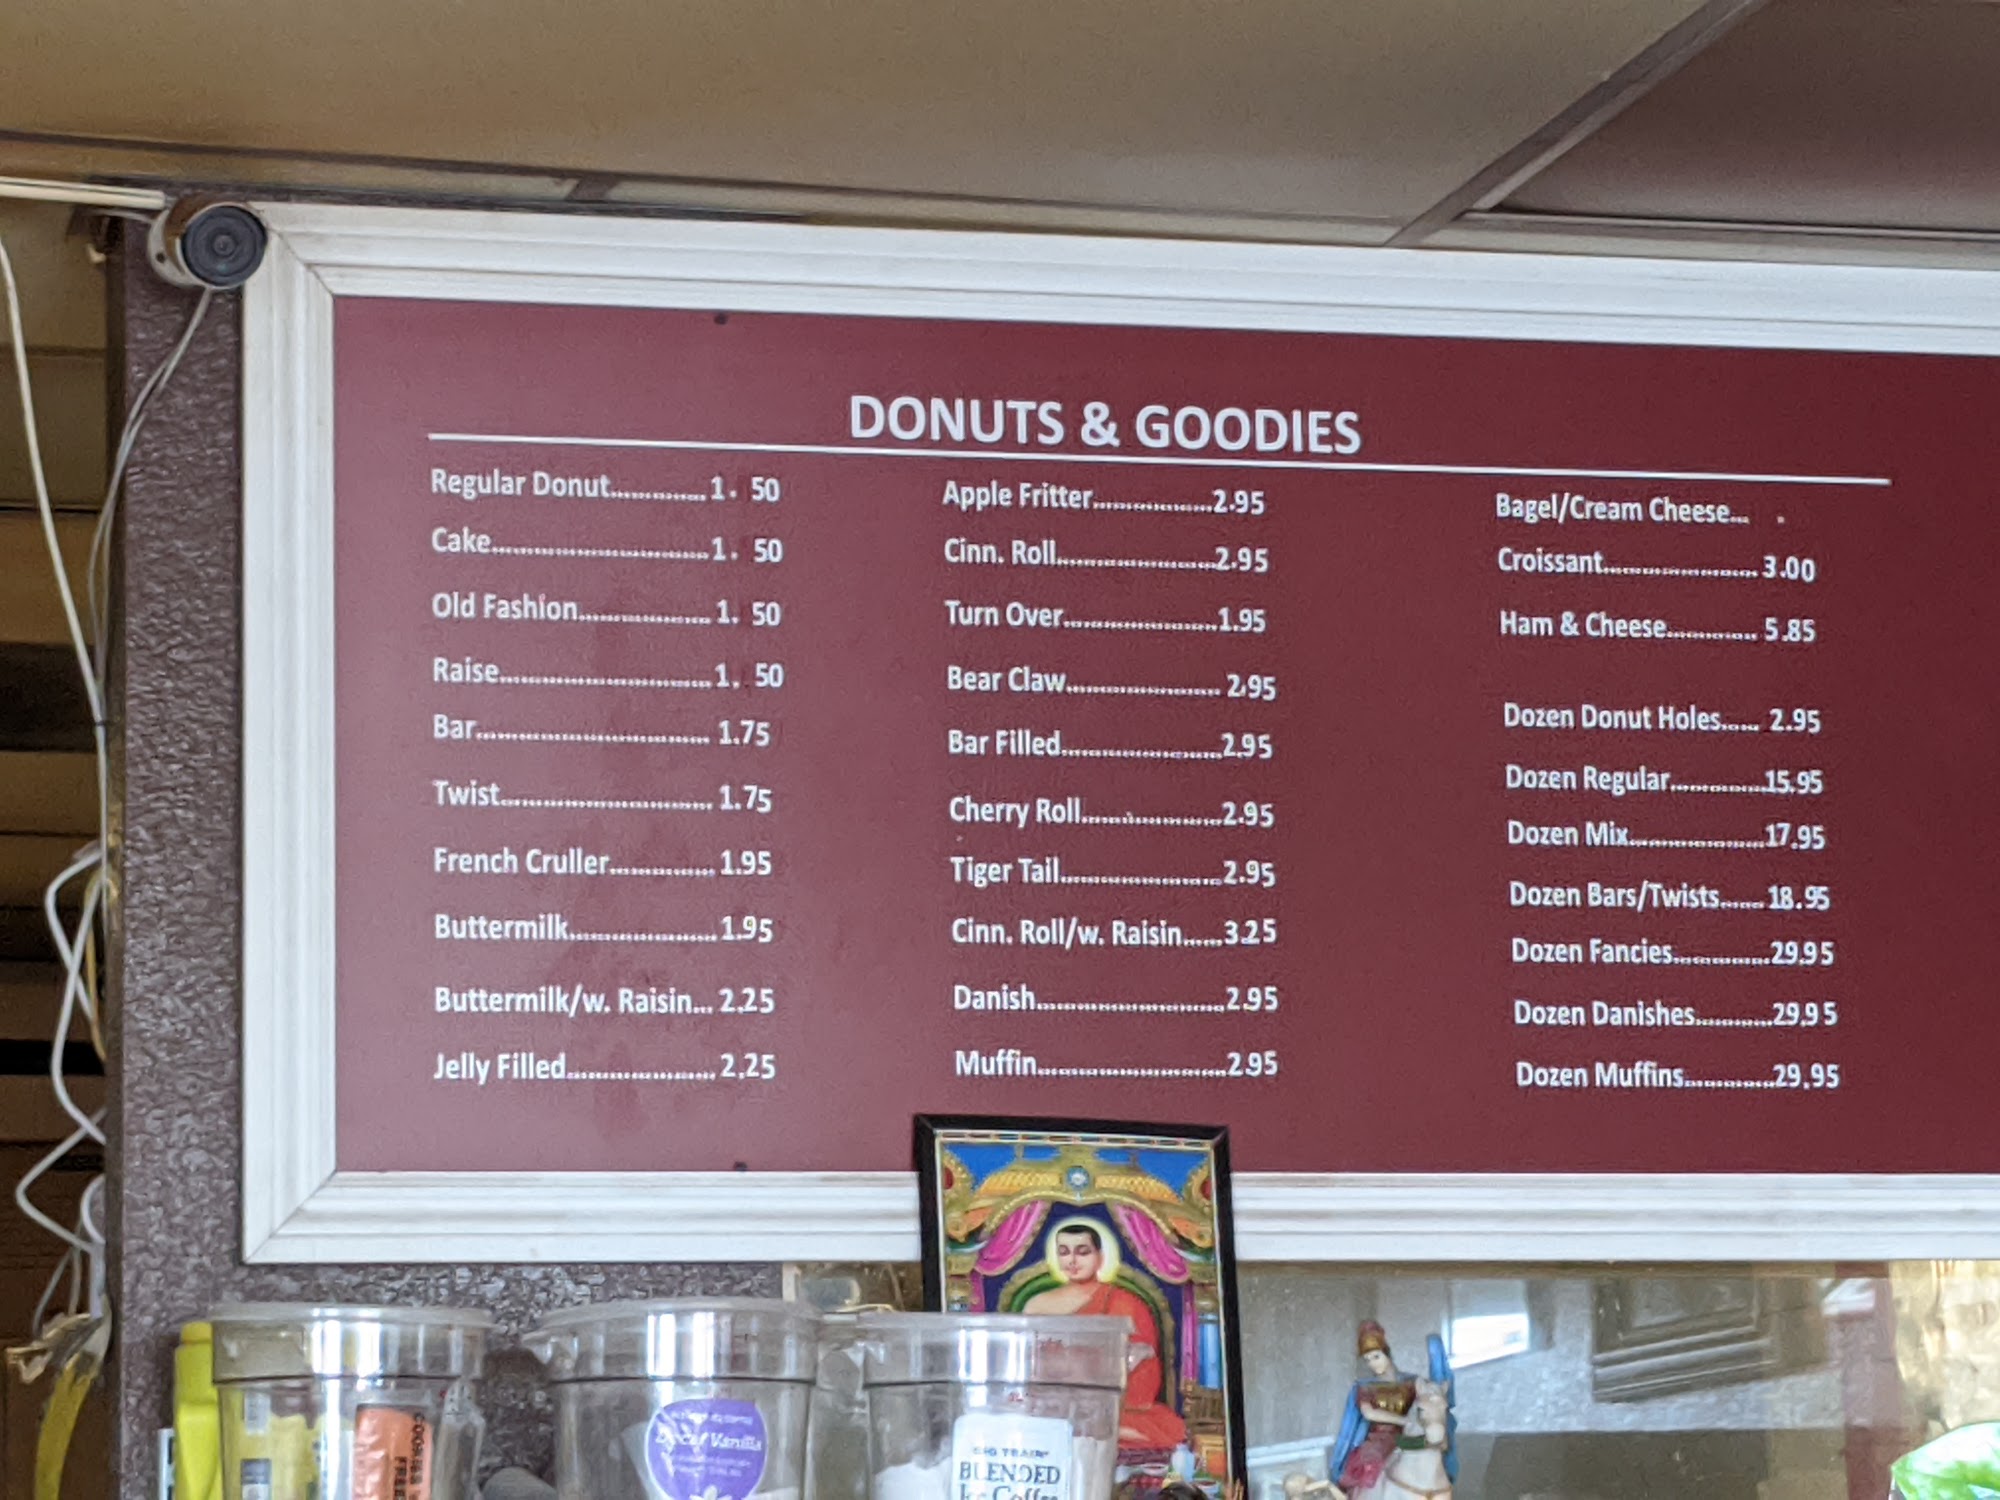 DONUTS & GOODIES
Regular Donut..............1. 50
Cake................................1. 50
Old Fashion................... 1. 50
Raise...............................1. 50
Bar.................................. 1.75
Twist............................... 1.75
French Cruller............... 1.95
Buttermilk..................... 1.95
Buttermilk/w. Raisin... 2.25
Jelly Filled...................... 2.25
Apple Fritter..................2.95
Cinn. Roll.......................2.95
Turn Over.......................1.95
Bear Claw....................... 2.95
Bar Filled........................2.95
Cherry Roll.....................2.95
Tiger Tail........................2.95
Cinn. Roll/w. Raisin......3.25
Danish............................2.95
Muffin............................2.95
Bagel/Cream Cheese...
Croissant....................... 3.00
Ham & Cheese............. 5.85
Dozen Donut Holes...... 2.95
Dozen Regular..............15.95
Dozen Mix....................17.95
Dozen Bars/Twists...... 18.95
Dozen Fancies..............29.95
Dozen Danishes...........29.95
Dozen Muffins.............29.95
Decaf Vanilla
BIG TRAIN
BLENDED
Ice Coffee